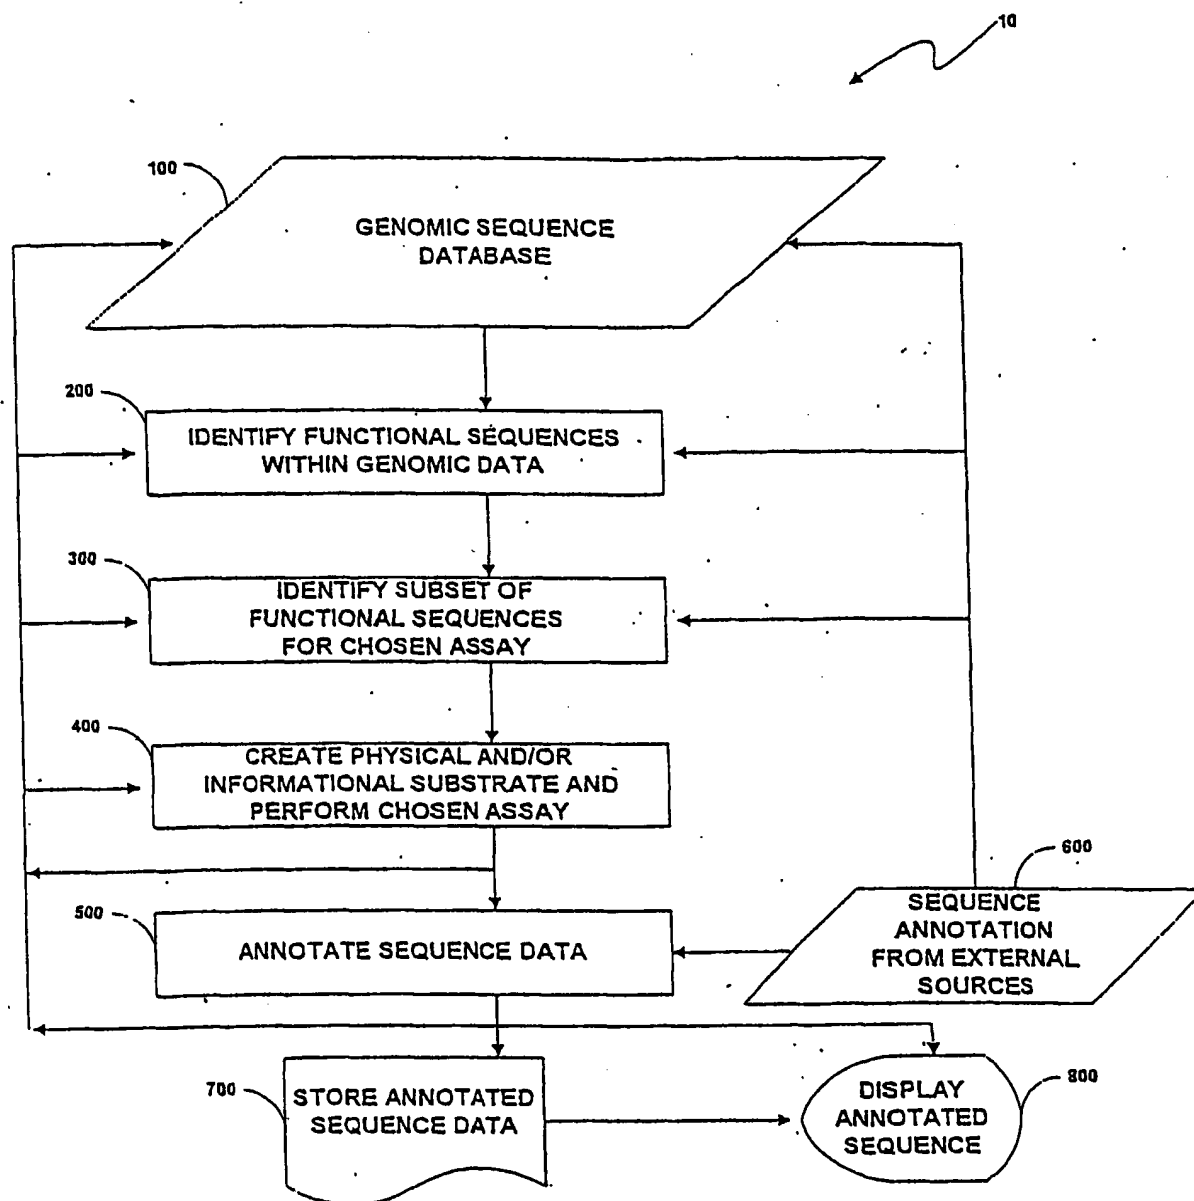 10
100
GENOMIC SEQUENCE
DATABASE
200
IDENTIFY FUNCTIONAL SEQUENCES
WITHIN GENOMIC DATA
300
IDENTIFY SUBSET OF
FUNCTIONAL SEQUENCES
FOR CHOSEN ASSAY
400
CREATE PHYSICAL AND/OR
INFORMATIONAL SUBSTRATE AND
PERFORM CHOSEN ASSAY
600
SEQUENCE
ANNOTATION
FROM EXTERNAL
SOURCES
500
ANNOTATE SEQUENCE DATA
700
STORE ANNOTATED
SEQUENCE DATA
800
DISPLAY
ANNOTATED
SEQUENCE